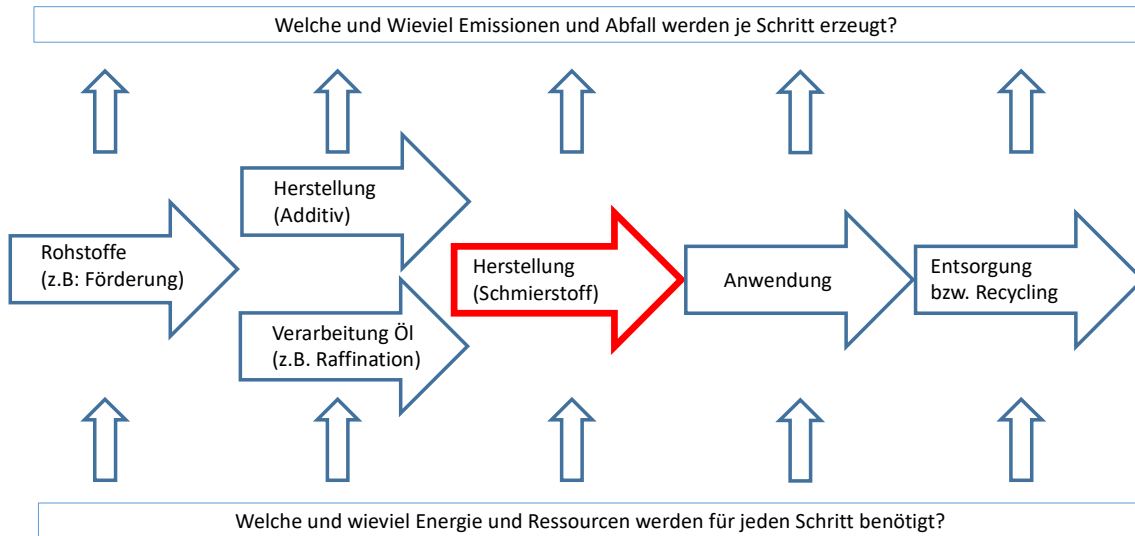 Welche und Wieviel Emissionen und Abfall werden je Schritt erzeugt?
Herstellung
(Additiv)
Rohstoffe
(z.B: Förderung)
Herstellung
(Schmierstoff)
Anwendung
Entsorgung
bzw. Recycling
Verarbeitung Öl
(z.B. Raffination)
Welche und wieviel Energie und Ressourcen werden für jeden Schritt benötigt?